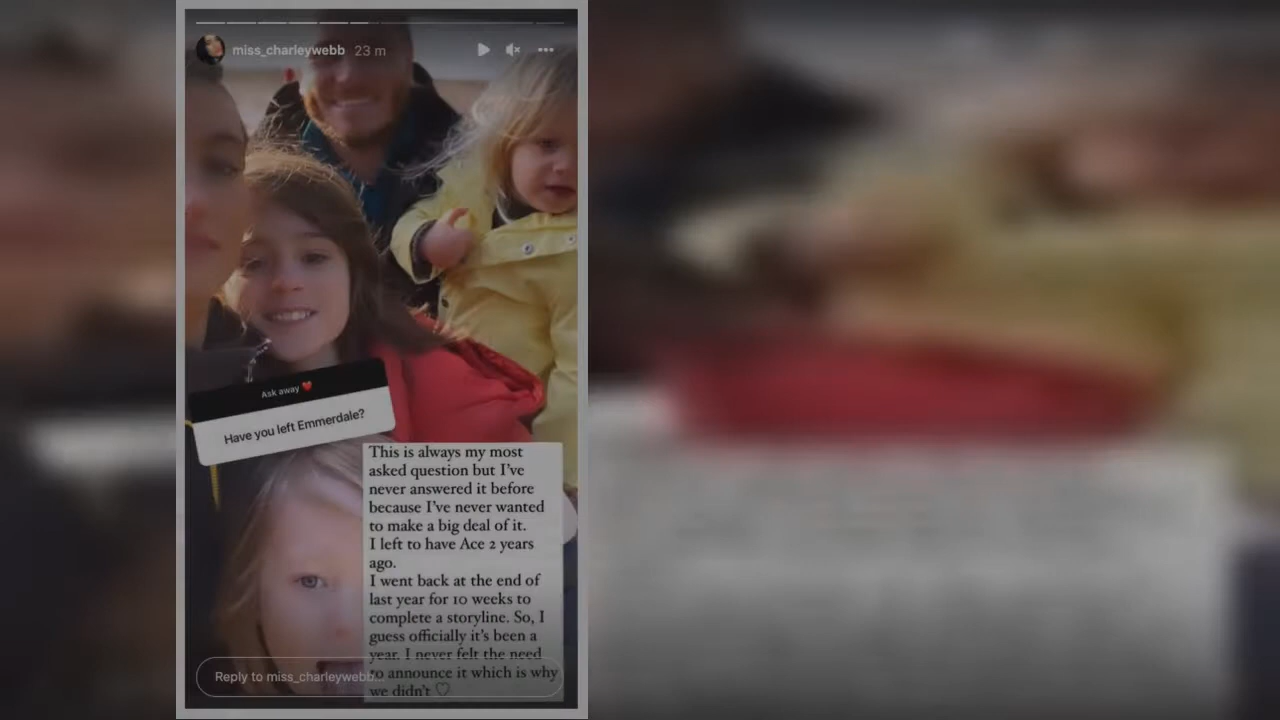 miss_charleywebb 23 m
Ask away ❤️
Have you left Emmerdale?
This is always my most
asked question but I've
never answered it before
because I've never wanted
to make a big deal of it.
I left to have Ace 2 years
ago.
I went back at the end of
last year for 10 weeks to
complete a storyline. So, I
guess officially it's been a
year. I never felt the need
to announce it which is why
we didn't ♡
Reply to miss_charleywebb...